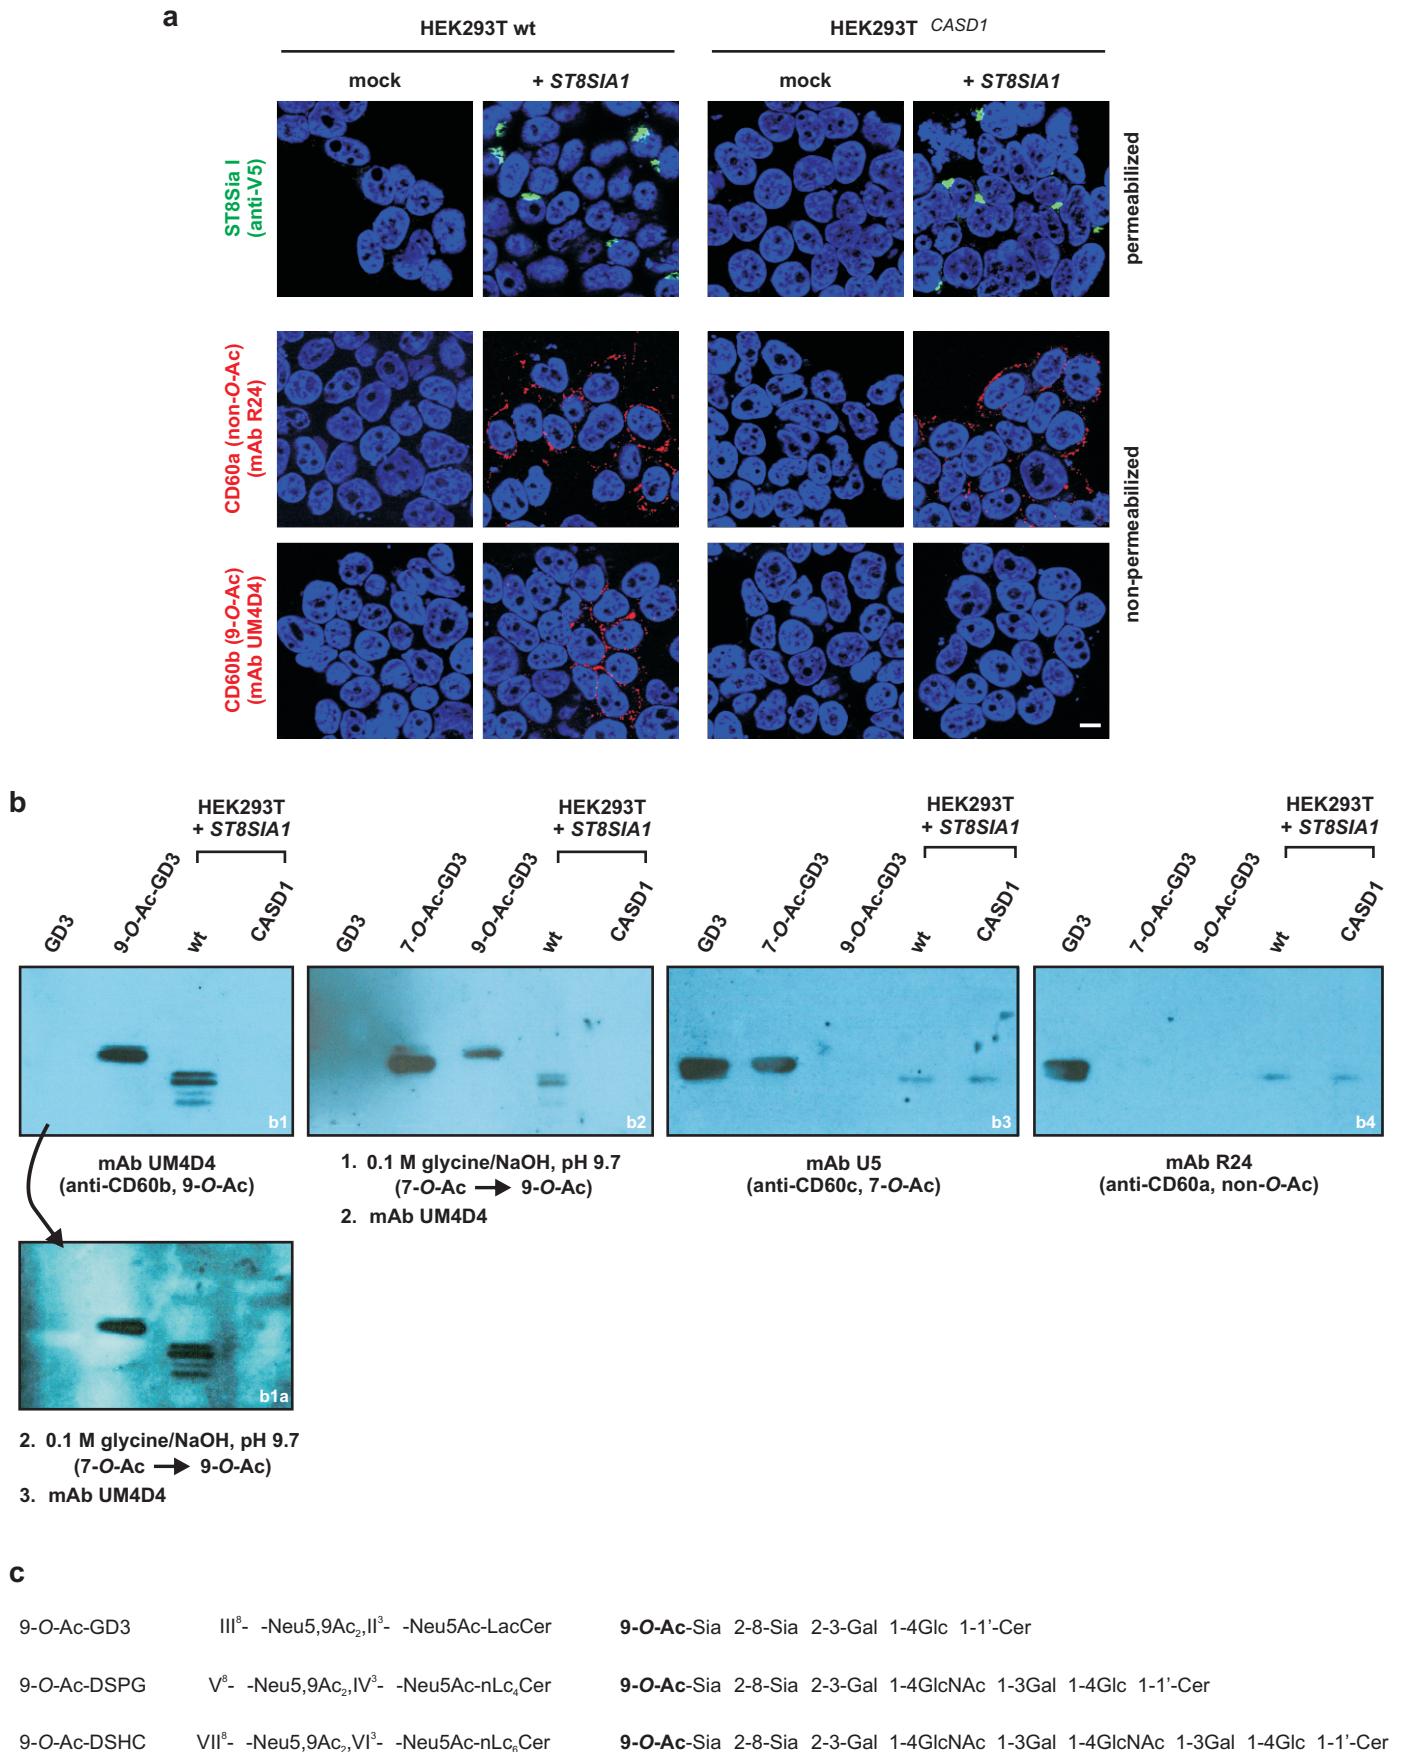 a
HEK293T wt
HEK293T CASD1
mock
+ ST8SIA1
mock
+ ST8SIA1
ST8Sia I
(anti-V5)
permeabilized
CD60a (non-O-Ac)
(mAb R24)
CD60b (9-O-Ac)
(mAb UM4D4)
non-permeabilized
b
HEK293T
+ ST8SIA1
GD3
9-O-Ac-GD3
wt
CASD1
b1
mAb UM4D4
(anti-CD60b, 9-O-Ac)
HEK293T
+ ST8SIA1
GD3
7-O-Ac-GD3
9-O-Ac-GD3
wt
CASD1
b2
1. 0.1 M glycine/NaOH, pH 9.7
(7-O-Ac → 9-O-Ac)
2. mAb UM4D4
HEK293T
+ ST8SIA1
GD3
7-O-Ac-GD3
9-O-Ac-GD3
wt
CASD1
b3
mAb U5
(anti-CD60c, 7-O-Ac)
HEK293T
+ ST8SIA1
GD3
7-O-Ac-GD3
9-O-Ac-GD3
wt
CASD1
b4
mAb R24
(anti-CD60a, non-O-Ac)
b1a
2. 0.1 M glycine/NaOH, pH 9.7
(7-O-Ac → 9-O-Ac)
3. mAb UM4D4
c
9-O-Ac-GD3 III⁸- -Neu5,9Ac₂,II³- -Neu5Ac-LacCer 9-O-Ac-Sia 2-8-Sia 2-3-Gal 1-4Glc 1-1'-Cer
9-O-Ac-DSPG V⁸- -Neu5,9Ac₂,IV³- -Neu5Ac-nLc₄Cer 9-O-Ac-Sia 2-8-Sia 2-3-Gal 1-4GlcNAc 1-3Gal 1-4Glc 1-1'-Cer
9-O-Ac-DSHC VII⁸- -Neu5,9Ac₂,VI³- -Neu5Ac-nLc₆Cer 9-O-Ac-Sia 2-8-Sia 2-3-Gal 1-4GlcNAc 1-3Gal 1-4GlcNAc 1-3Gal 1-4Glc 1-1'-Cer